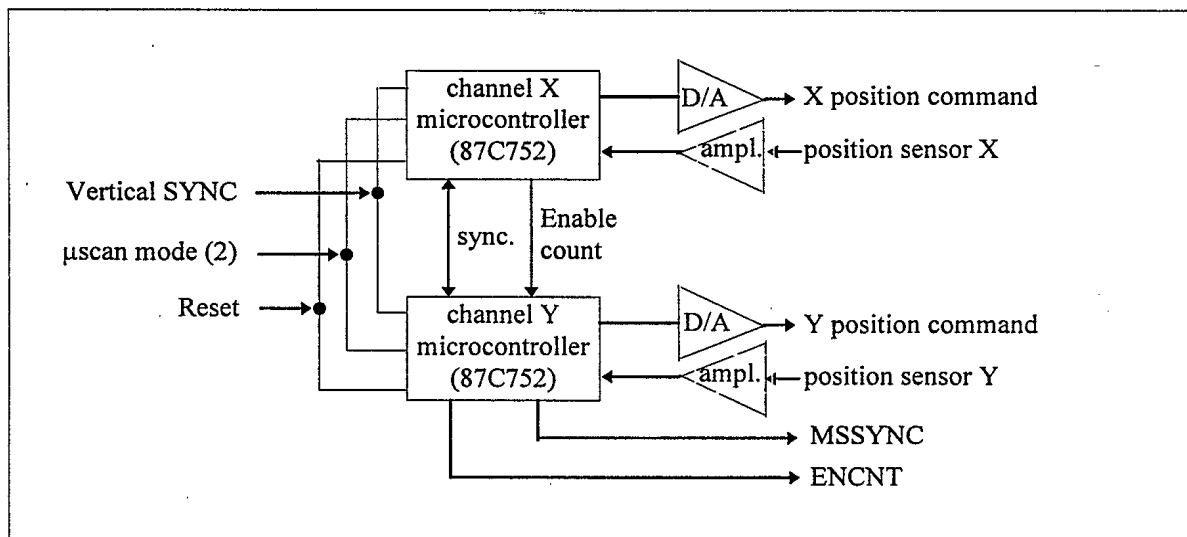 channel X
microcontroller
(87C752)
D/A
X position command
ampl.
position sensor X
Vertical SYNC
μscan mode (2)
Reset
sync.
Enable
count
channel Y
microcontroller
(87C752)
D/A
Y position command
ampl.
position sensor Y
MSSYNC
ENCNT